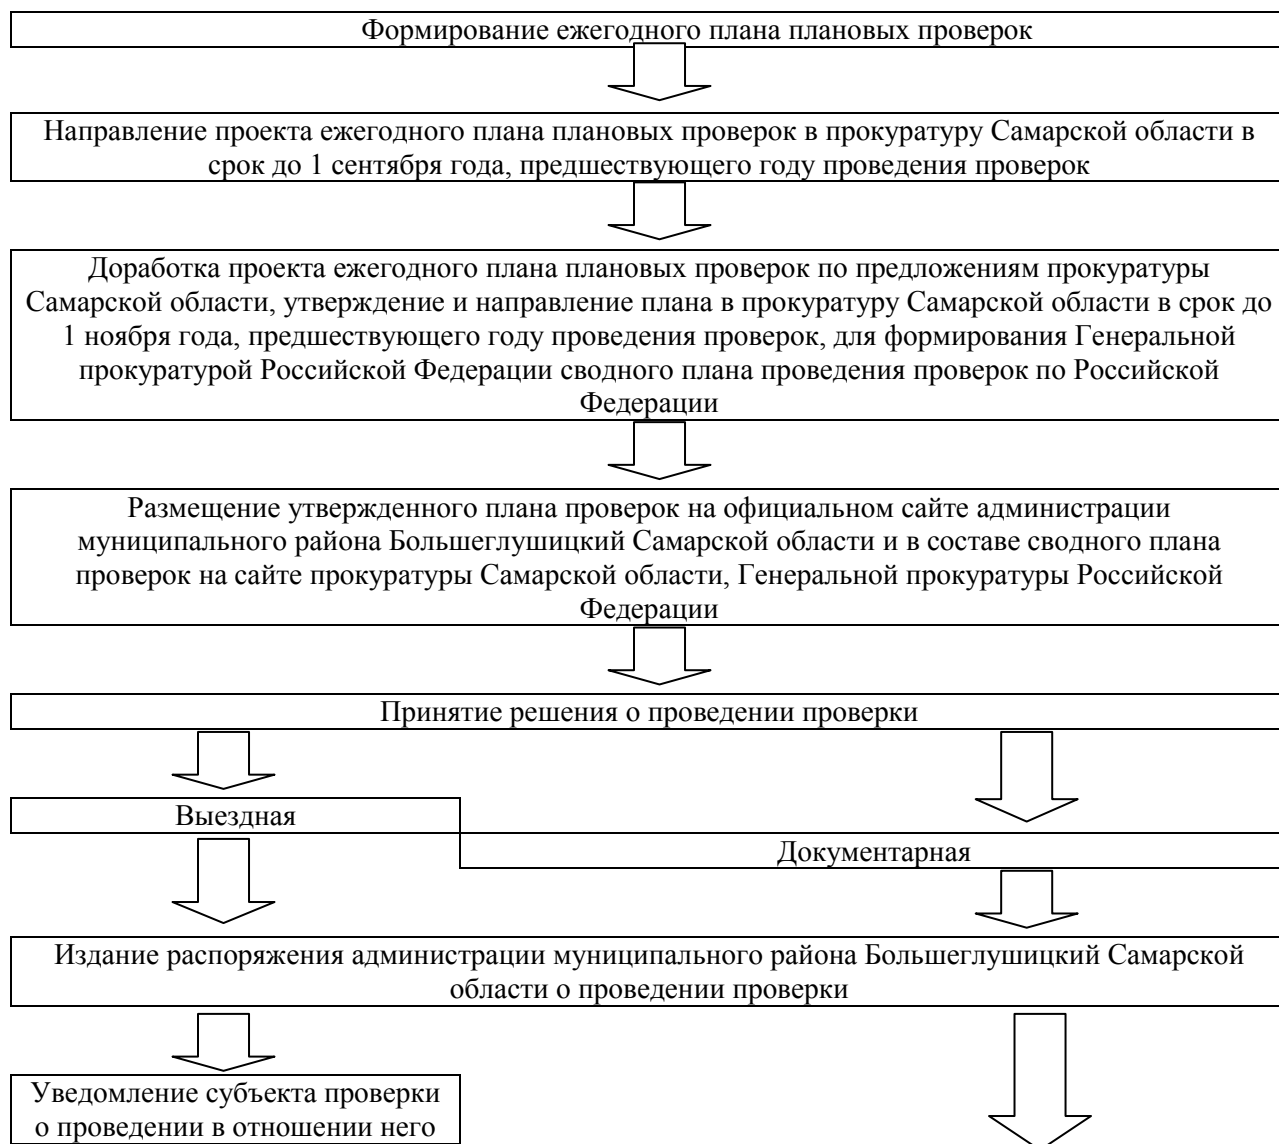 Формирование ежегодного плана плановых проверок
Направление проекта ежегодного плана плановых проверок в прокуратуру Самарской области в
срок до 1 сентября года, предшествующего году проведения проверок
Доработка проекта ежегодного плана плановых проверок по предложениям прокуратуры
Самарской области, утверждение и направление плана в прокуратуру Самарской области в срок до
1 ноября года, предшествующего году проведения проверок, для формирования Генеральной
прокуратурой Российской Федерации сводного плана проведения проверок по Российской
Федерации
Размещение утвержденного плана проверок на официальном сайте администрации
муниципального района Большеглушицкий Самарской области и в составе сводного плана
проверок на сайте прокуратуры Самарской области, Генеральной прокуратуры Российской
Федерации
Принятие решения о проведении проверки
Выездная
Документарная
Издание распоряжения администрации муниципального района Большеглушицкий Самарской
области о проведении проверки
Уведомление субъекта проверки
о проведении в отношении него